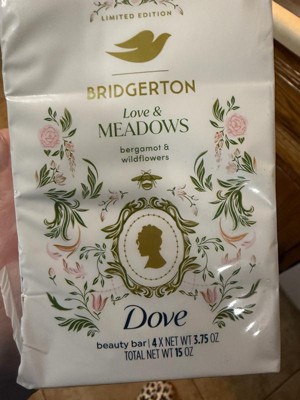 LIMITED EDITION
BRIDGERTON
Love &
MEADOWS
bergamot &
wildflowers
Dove
beauty bar | 4 X NET WT 3.75 OZ
TOTAL NET WT 15 OZ